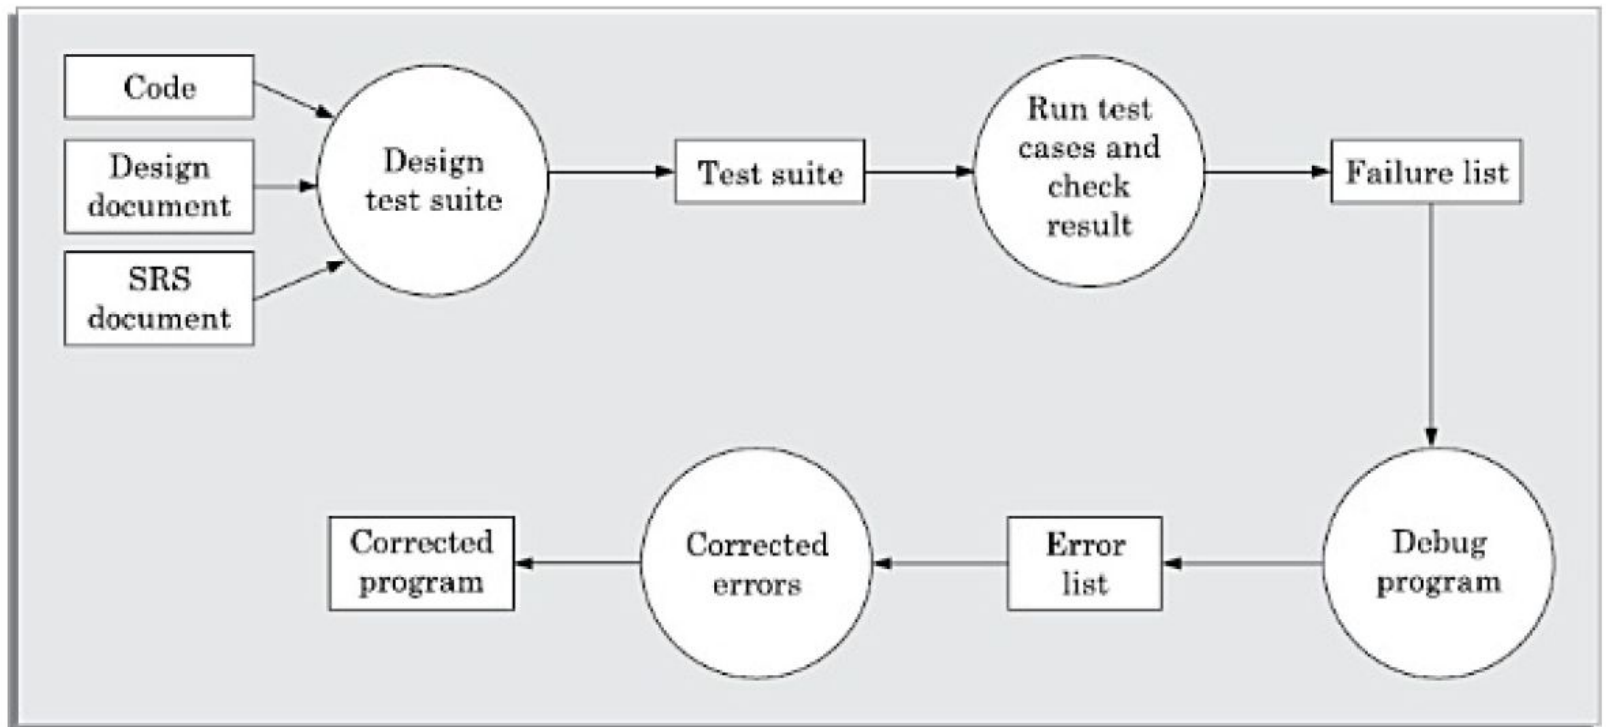 Code
Design
document
SRS
document
Design
test suite
Test suite
Run test
cases and
check
result
Failure list
Debug
program
Error
list
Corrected
errors
Corrected
program